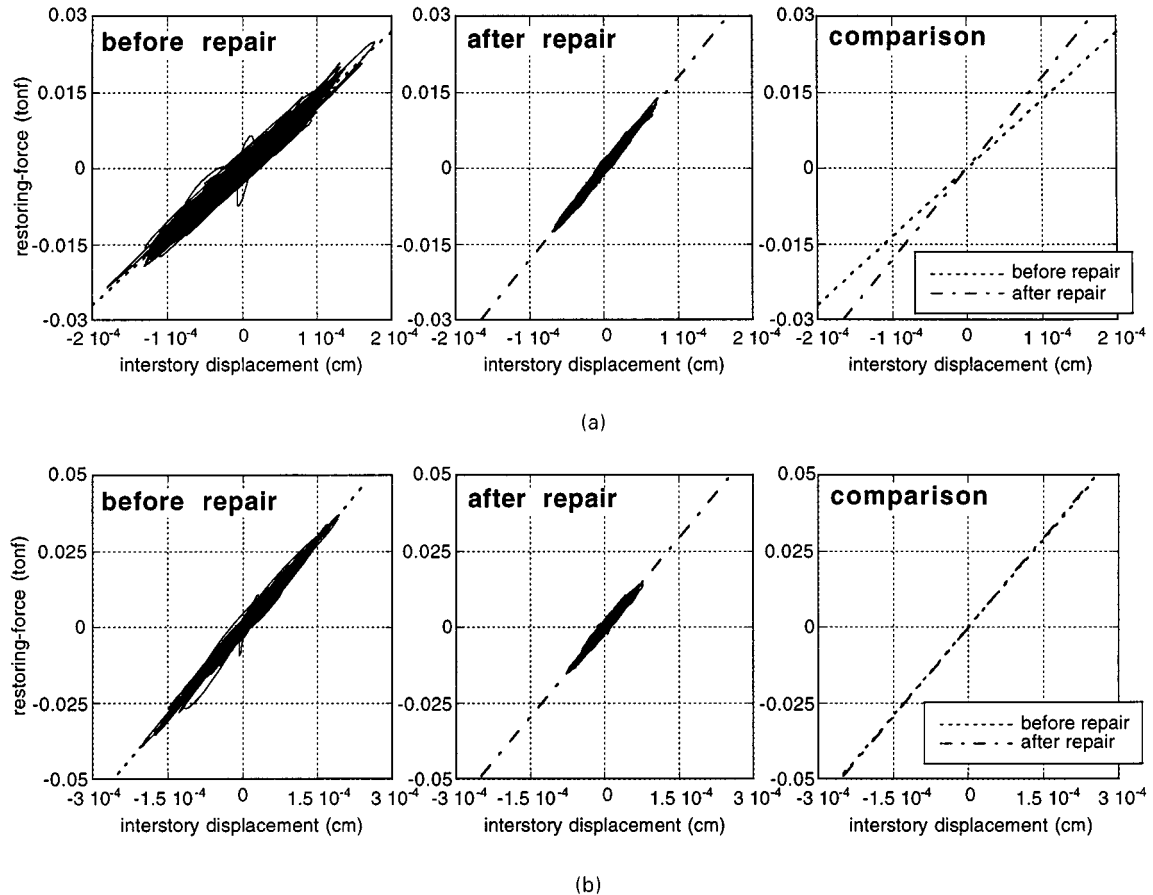 before repair
after repair
comparison
restoring-force (tonf)
0.03
0.015
0
-0.015
-0.03
0.03
0.015
0
-0.015
-0.03
0.03
0.015
0
-0.015
-0.03
before repair
after repair
-2 10-4 -1 10-4 0 1 10-4 2 10-4
-2 10-4 -1 10-4 0 1 10-4 2 10-4
-2 10-4 -1 10-4 0 1 10-4 2 10-4
interstory displacement (cm)
interstory displacement (cm)
interstory displacement (cm)
(a)
before repair
after repair
comparison
restoring-force (tonf)
0.05
0.025
0
-0.025
-0.05
0.05
0.025
0
-0.025
-0.05
0.05
0.025
0
-0.025
-0.05
before repair
after repair
-3 10-4 -1.5 10-4 0 1.5 10-4 3 10-4
-3 10-4 -1.5 10-4 0 1.5 10-4 3 10-4
-3 10-4 -1.5 10-4 0 1.5 10-4 3 10-4
interstory displacement (cm)
interstory displacement (cm)
interstory displacement (cm)
(b)